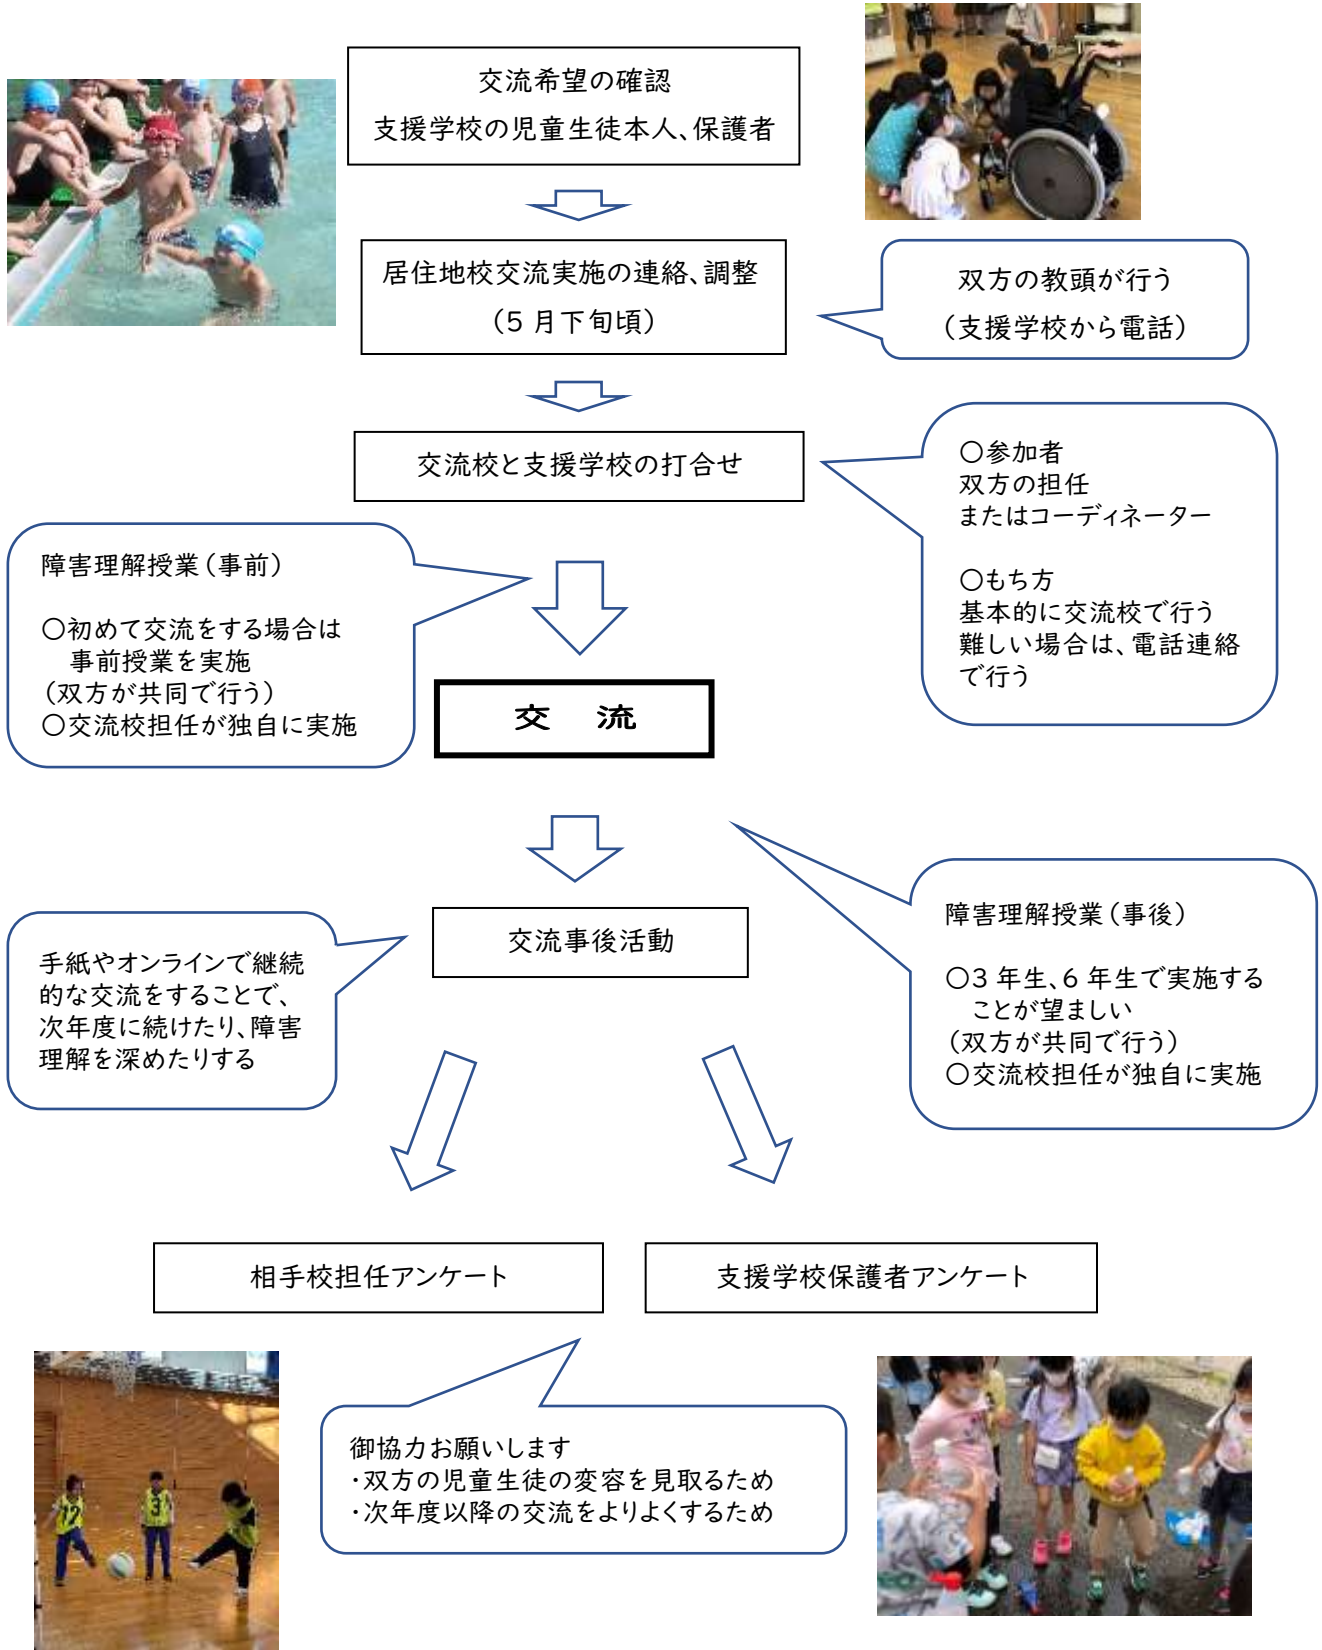 交流希望の確認
支援学校の児童生徒本人、保護者
居住地校交流実施の連絡、調整
（５月下旬頃）
双方の教頭が行う
（支援学校から電話）
交流校と支援学校の打合せ
〇参加者
双方の担任
またはコーディネーター
〇もち方
基本的に交流校で行う
難しい場合は、電話連絡
で行う
障害理解授業（事前）
〇初めて交流をする場合は
事前授業を実施
（双方が共同で行う）
〇交流校担任が独自に実施
交　流
交流事後活動
手紙やオンラインで継続
的な交流をすることで、
次年度に続けたり、障害
理解を深めたりする
障害理解授業（事後）
〇３年生、６年生で実施する
ことが望ましい
（双方が共同で行う）
〇交流校担任が独自に実施
相手校担任アンケート
支援学校保護者アンケート
御協力お願いします
・双方の児童生徒の変容を見取るため
・次年度以降の交流をよりよくするため
12
3